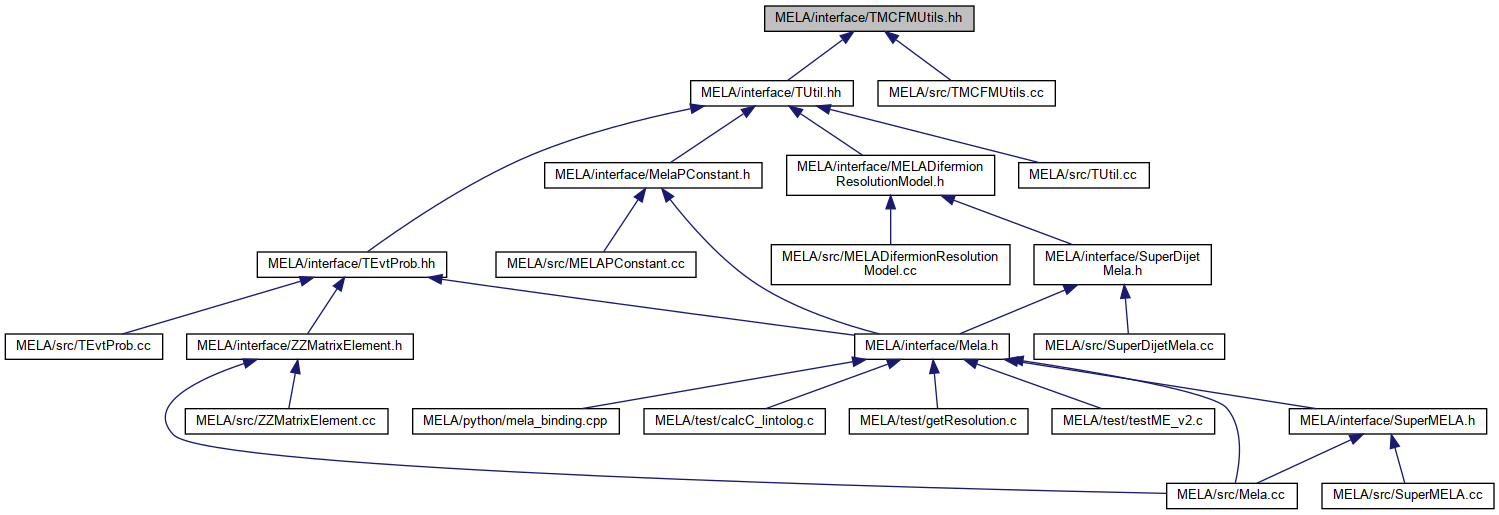 MELA/interface/TMCFMUtils.hh
MELA/interface/TUtil.hh
MELA/src/TMCFMUtils.cc
MELA/interface/MelaPConstant.h
MELA/interface/MELADifermion
ResolutionModel.h
MELA/src/TUtil.cc
MELA/interface/TEvtProb.hh
MELA/src/MELAPConstant.cc
MELA/src/MELADifermionResolution
Model.cc
MELA/interface/SuperDijet
Mela.h
MELA/src/TEvtProb.cc
MELA/interface/ZZMatrixElement.h
MELA/interface/Mela.h
MELA/src/SuperDijetMela.cc
MELA/src/ZZMatrixElement.cc
MELA/python/mela_binding.cpp
MELA/test/calcC_lintolog.c
MELA/test/getResolution.c
MELA/test/testME_v2.c
MELA/interface/SuperMELA.h
MELA/src/Mela.cc
MELA/src/SuperMELA.cc